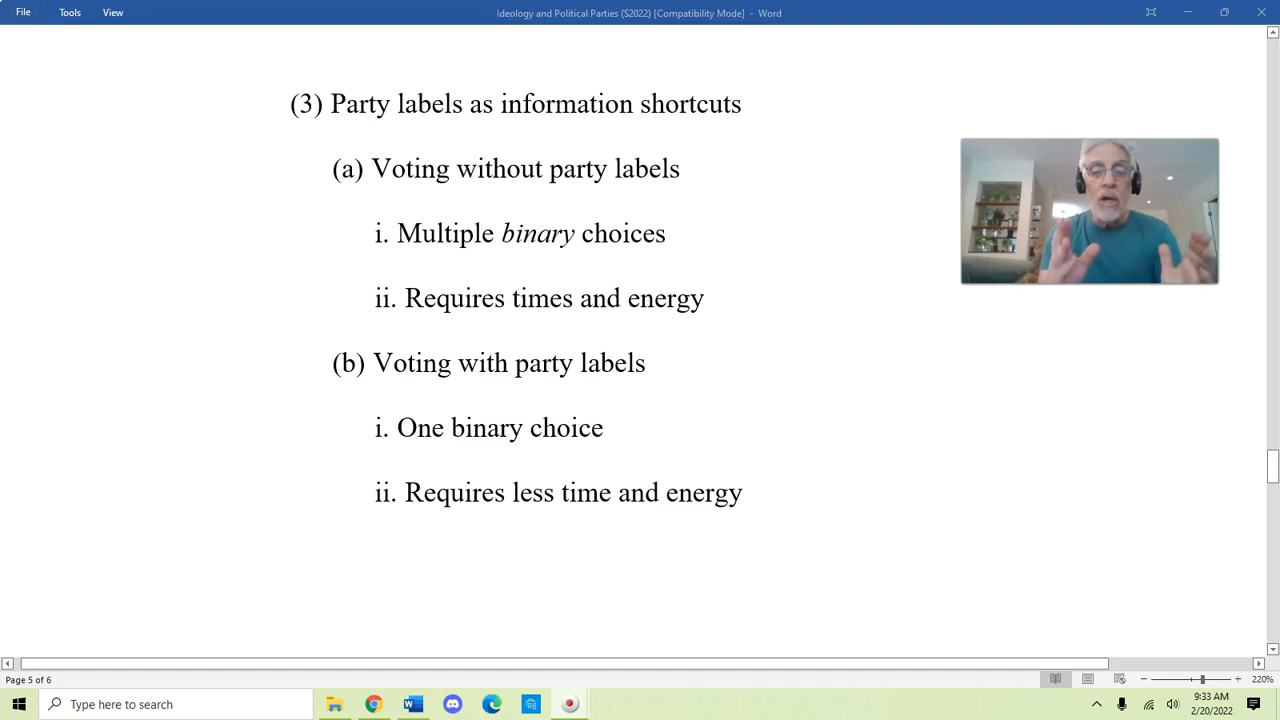 File Tools View Ideology and Political Parties (S2022) [Compatibility Mode] - Word
(3) Party labels as information shortcuts
(a) Voting without party labels
i. Multiple binary choices
ii. Requires times and energy
(b) Voting with party labels
i. One binary choice
ii. Requires less time and energy
Page 5 of 6 220%
Type here to search 9:33 AM
2/20/2022